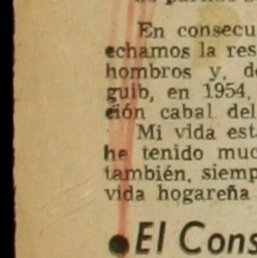 En consecu
echamos la res
hombros y, d
guib, en 1954,
ción cabal del
Mi vida est
he tenido muc
también, siemp
vida hogareña
El Cons